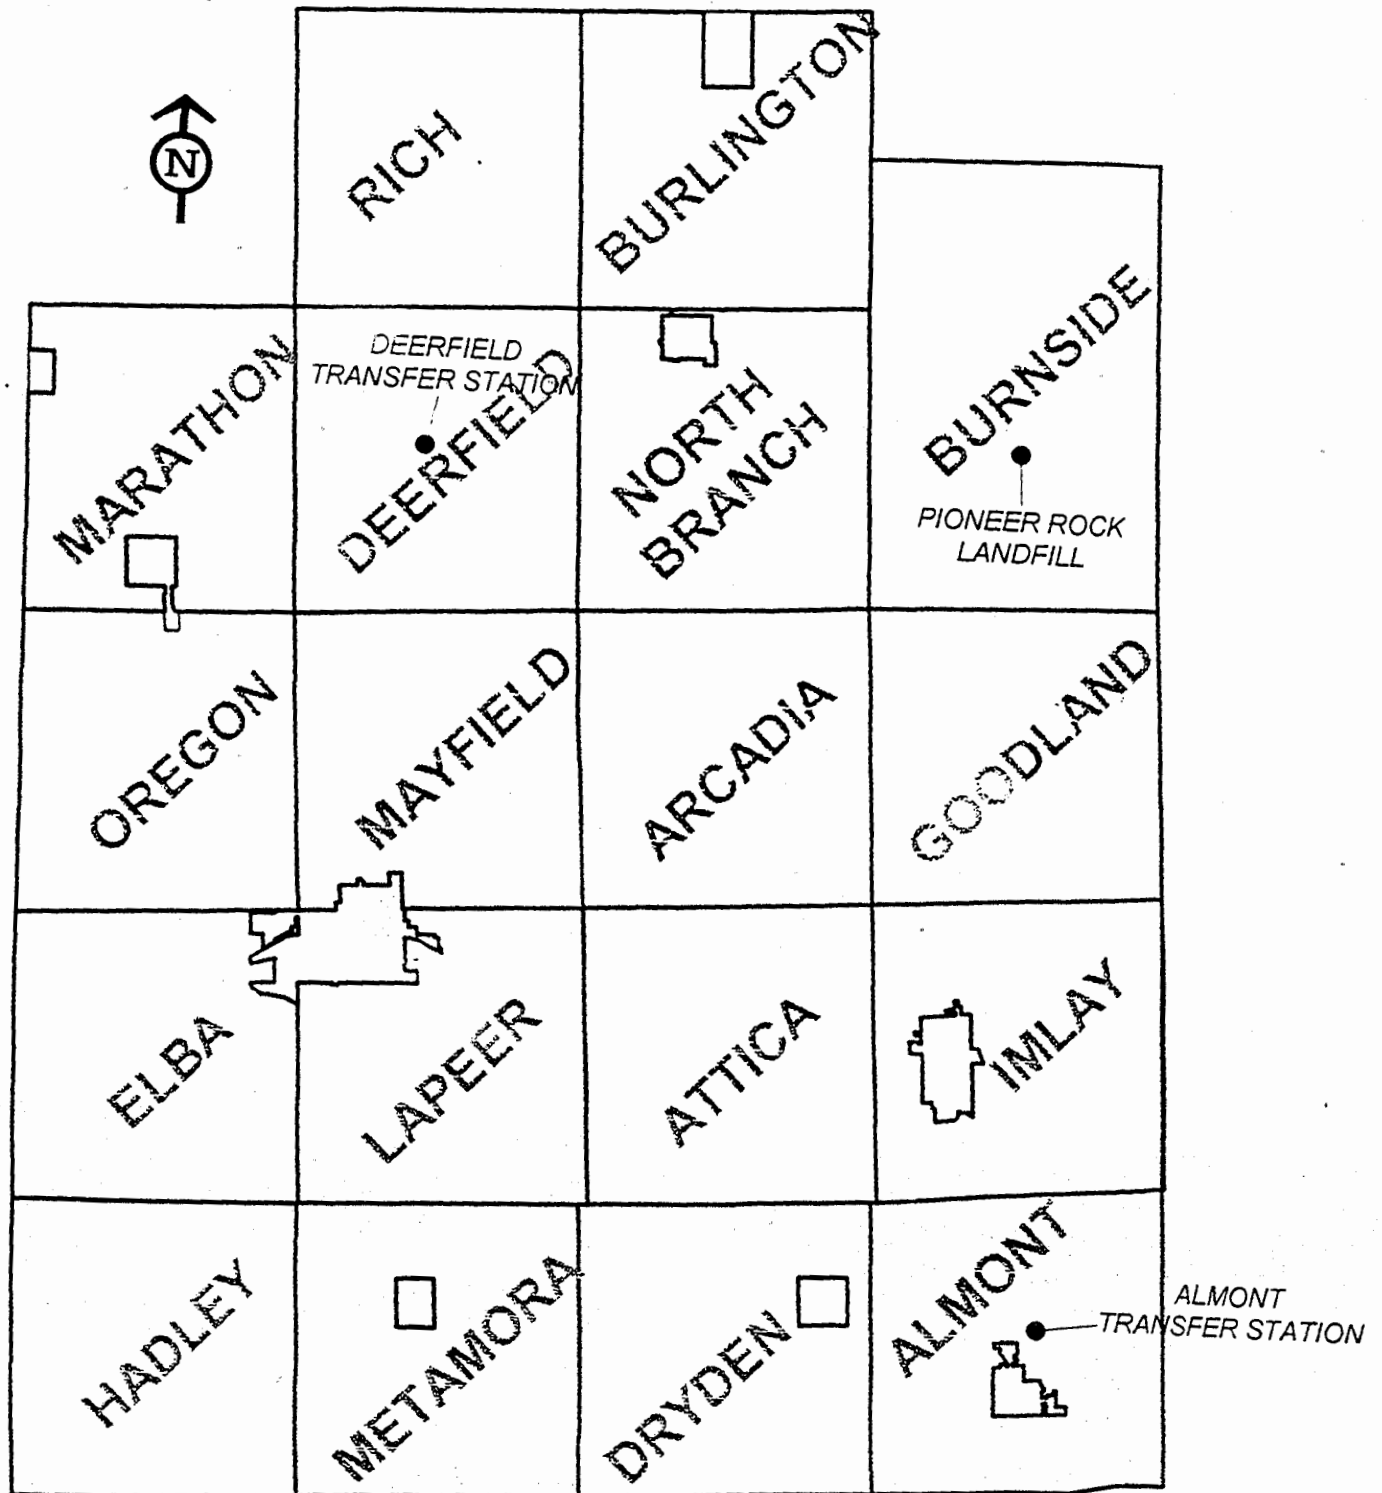 RICH
BURLINGTON
N
BURNSIDE
MARATHON
DEERFIELD
TRANSFER STATION
DEERFIELD
NORTH
BRANCH
PIONEER ROCK
LANDFILL
OREGON
MAYFIELD
ARCADIA
GOODLAND
ELBA
LAPEER
ATTICA
IMLAY
HADLEY
METAMORA
DRYDEN
ALMONT
ALMONT
TRANSFER STATION